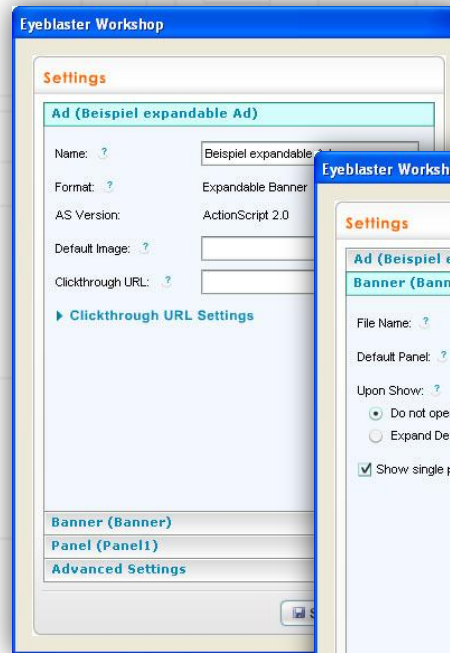 Eyeblaster Workshop
Settings
Ad (Beispiel expandable Ad)
Name: ?
Beispiel expandable
Format: ?
Expandable Banner
AS Version:
ActionScript 2.0
Default Image: ?
Clickthrough URL: ?
Clickthrough URL Settings
Banner (Banner)
Panel (Panel1)
Advanced Settings
Eyeblaster Worksh
Settings
Ad (Beispiel e
Banner (Bann
File Name: ?
Default Panel: ?
Upon Show: ?
Do not ope
Expand De
Show single p